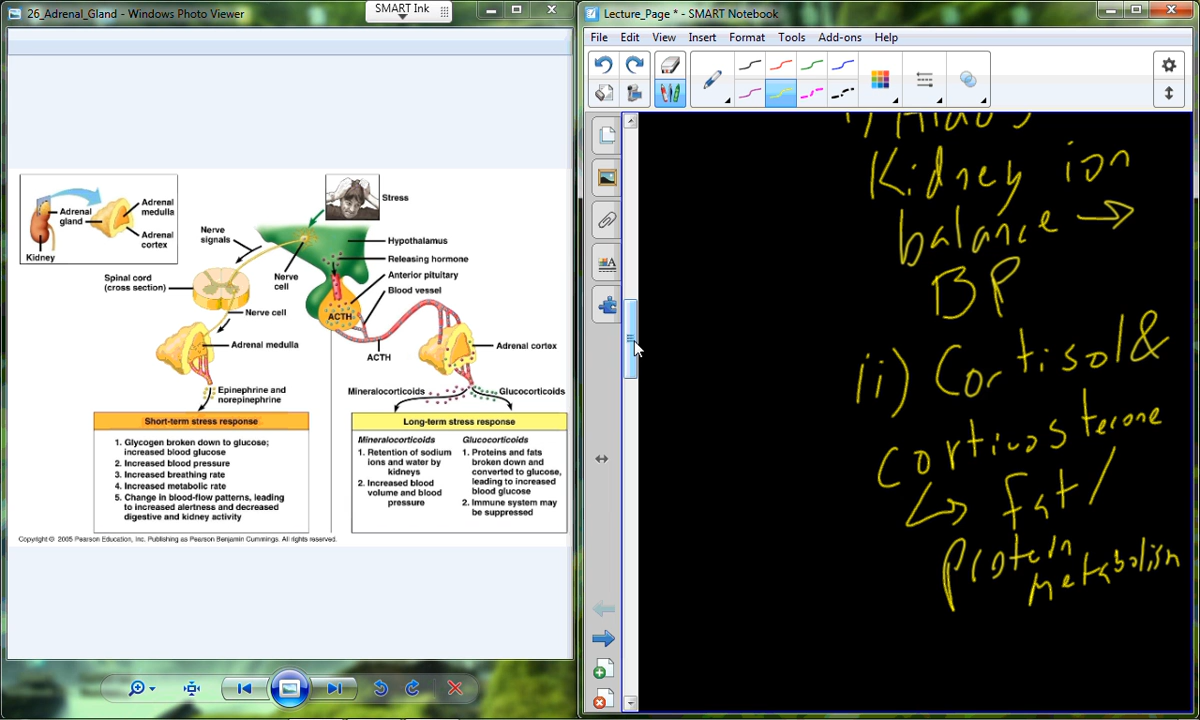 26_Adrenal_Gland - Windows Photo Viewer
SMART Ink
Adrenal gland
Adrenal medulla
Adrenal cortex
Kidney
Stress
Nerve signals
Hypothalamus
Releasing hormone
Nerve cell
Anterior pituitary
Spinal cord (cross section)
Blood vessel
Nerve cell
ACTH
Adrenal medulla
ACTH
Adrenal cortex
Epinephrine and norepinephrine
Mineralocorticoids
Glucocorticoids
Short-term stress response
1. Glycogen broken down to glucose;
increased blood glucose
2. Increased blood pressure
3. Increased breathing rate
4. Increased metabolic rate
5. Change in blood-flow patterns, leading
to increased alertness and decreased
digestive and kidney activity
Long-term stress response
Mineralocorticoids
1. Retention of sodium
ions and water by
kidneys
2. Increased blood
volume and blood
pressure
Glucocorticoids
1. Proteins and fats
broken down and
converted to glucose,
leading to increased
blood glucose
2. Immune system may
be suppressed
Copyright © 2005 Pearson Education, Inc. Publishing as Pearson Benjamin Cummings. All rights reserved.
Lecture_Page * - SMART Notebook
File Edit View Insert Format Tools Add-ons Help
Kidney ion
balance →
BP
ii) Cortisol &
corticosterone
↳ fat/
protein
metabolism